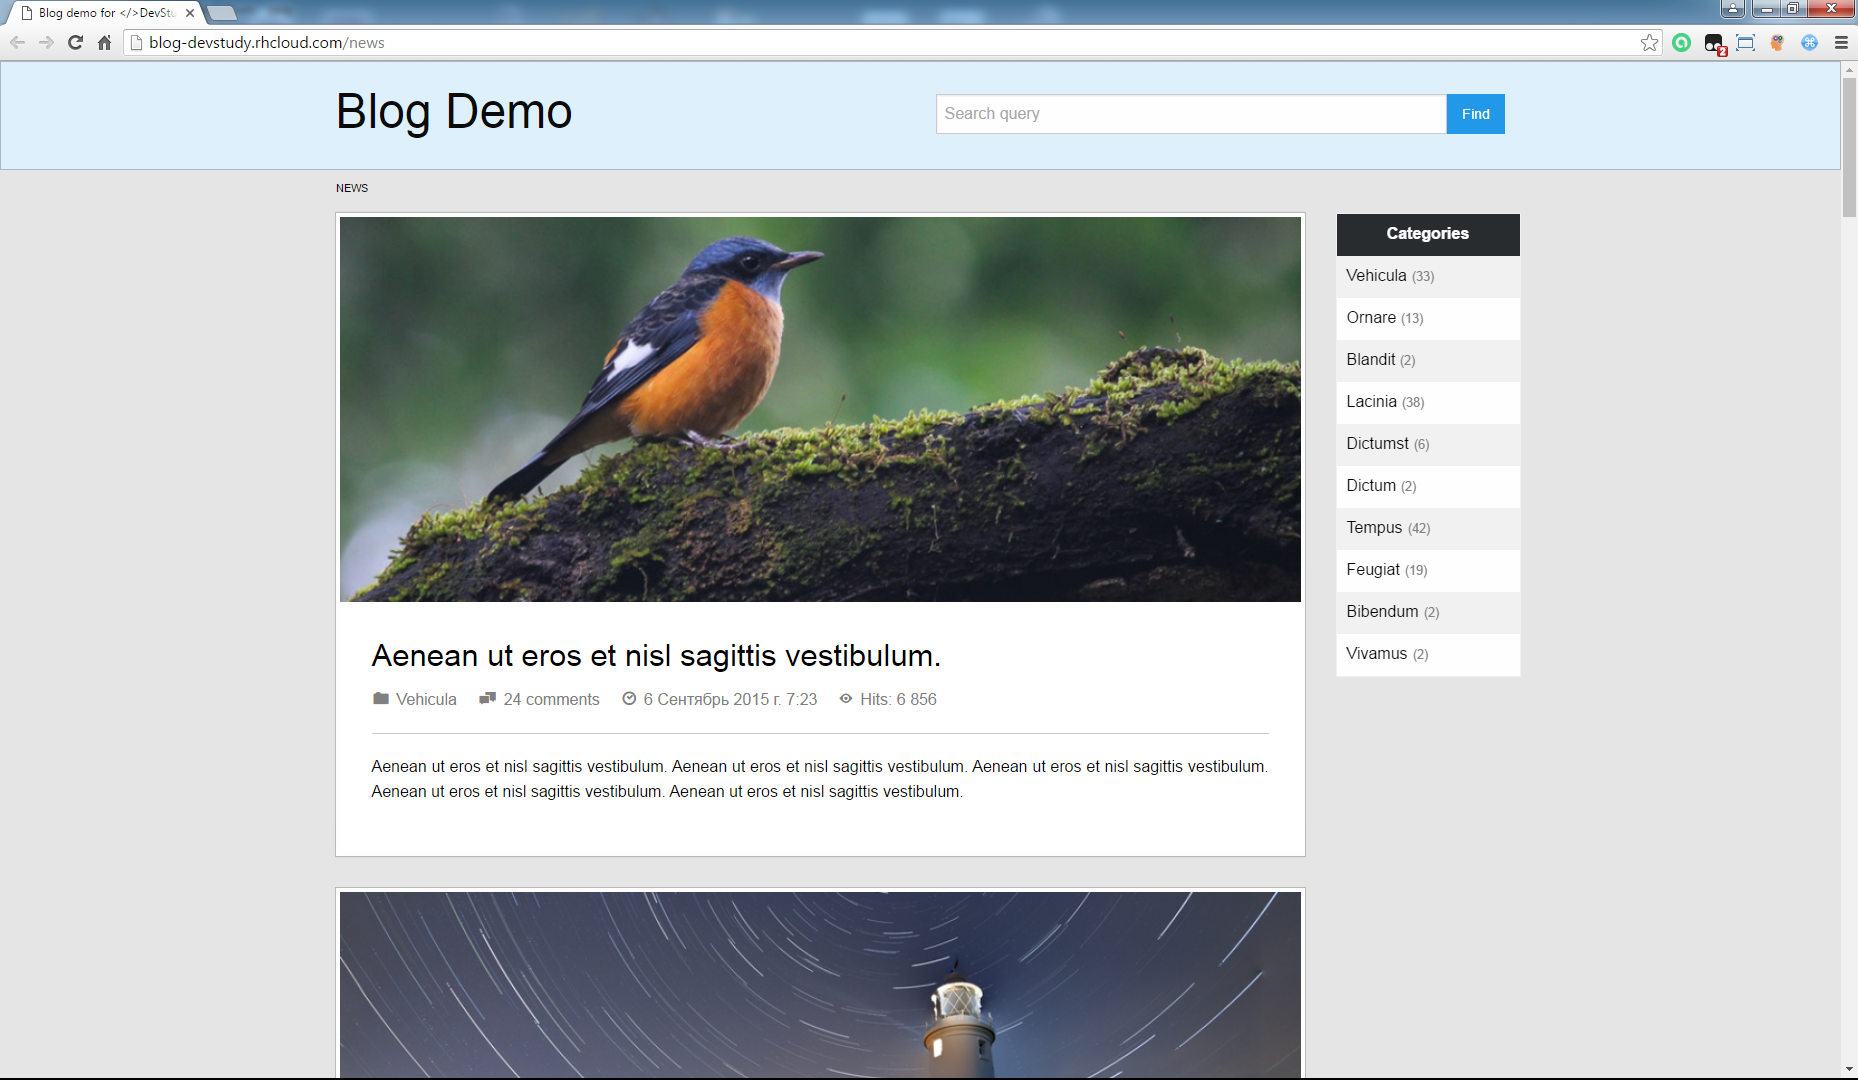 Blog demo for </>DevStu
blog-devstudy.rhcloud.com/news
2
Blog Demo
Search query
Find
NEWS
Categories
Vehicula (33)
Ornare (13)
Blandit (2)
Lacinia (38)
Dictumst (6)
Dictum (2)
Tempus (42)
Feugiat (19)
Bibendum (2)
Vivamus (2)
Aenean ut eros et nisl sagittis vestibulum.
Vehicula 24 comments 6 Сентябрь 2015 г. 7:23 Hits: 6 856
Aenean ut eros et nisl sagittis vestibulum. Aenean ut eros et nisl sagittis vestibulum. Aenean ut eros et nisl sagittis vestibulum.
Aenean ut eros et nisl sagittis vestibulum. Aenean ut eros et nisl sagittis vestibulum.